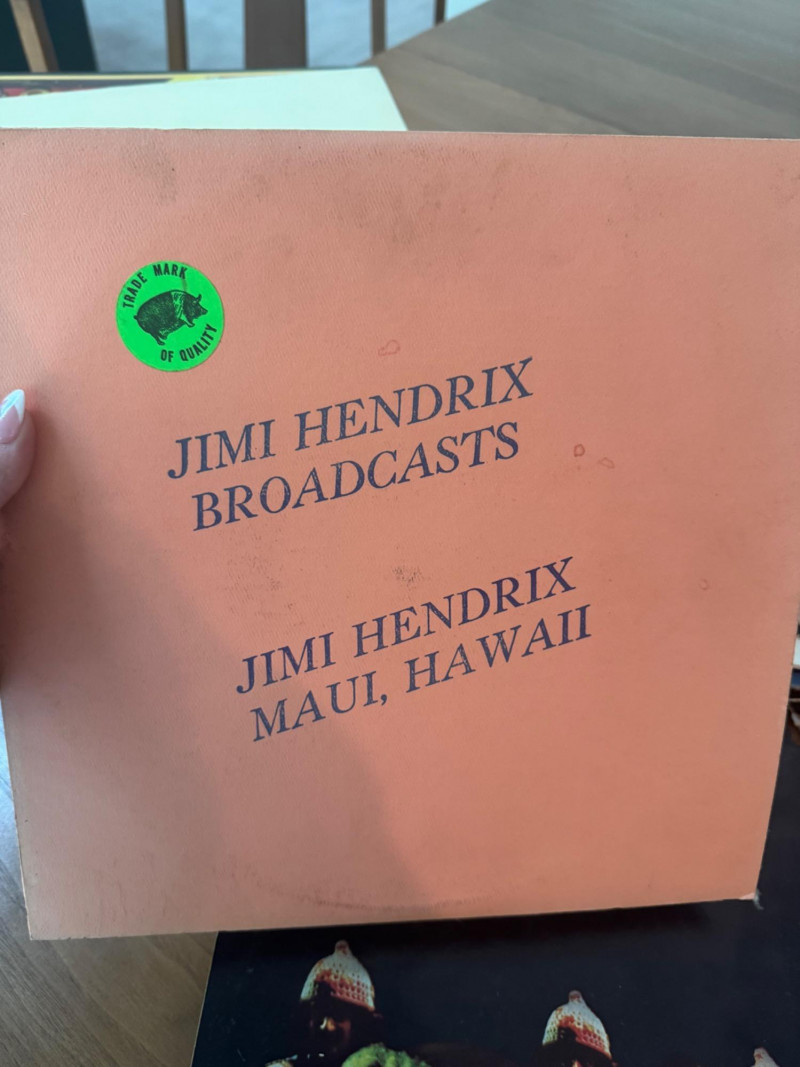 TRADE MARK
OF QUALITY
JIMI HENDRIX
BROADCASTS
JIMI HENDRIX
MAUI, HAWAII